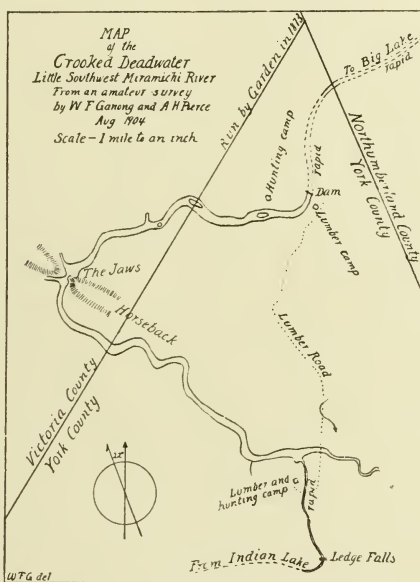 MAP
of the
Crooked Deadwater
Little Southwest Miramichi River
From an amateur survey
by W F Ganong and A H Pierce
Aug 1904
Scale - 1 mile to an inch
Run by Garden in 1873
To Big Lake
rapid
Northumberland County
York County
Hunting camp
rapid
Dam
Lumber camp
The Jaws
Horseback
Lumber Road
Victoria County
York County
Lumber and
hunting camp
rapid
From Indian Lake
Ledge Falls
WFG del